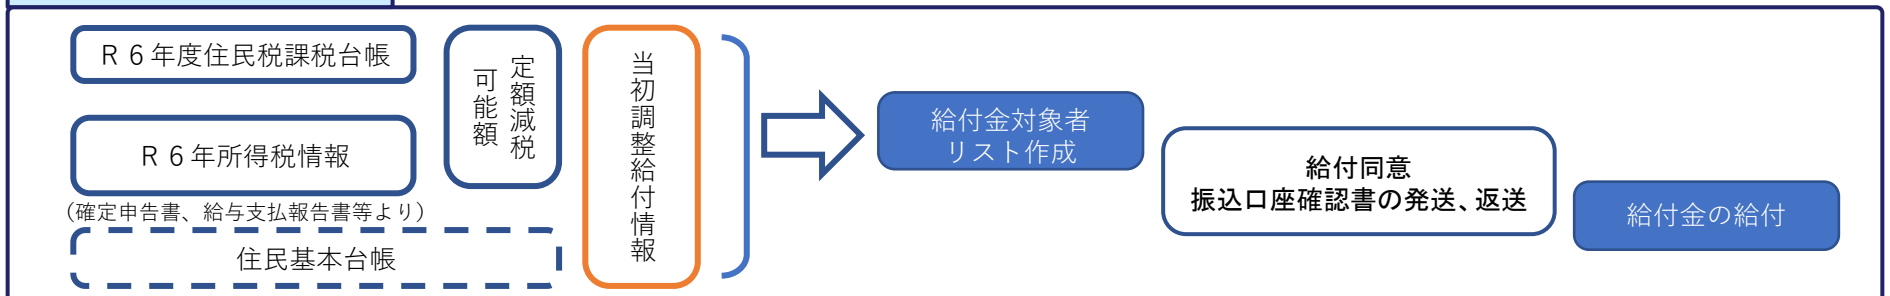 Ｒ６年度住民税課税台帳
Ｒ６年所得税情報
（確定申告書、給与支払報告書等より）
住民基本台帳
定額減税
可能額
当初調整給付情報
給付金対象者
リスト作成
給付同意
振込口座確認書の発送、返送
給付金の給付